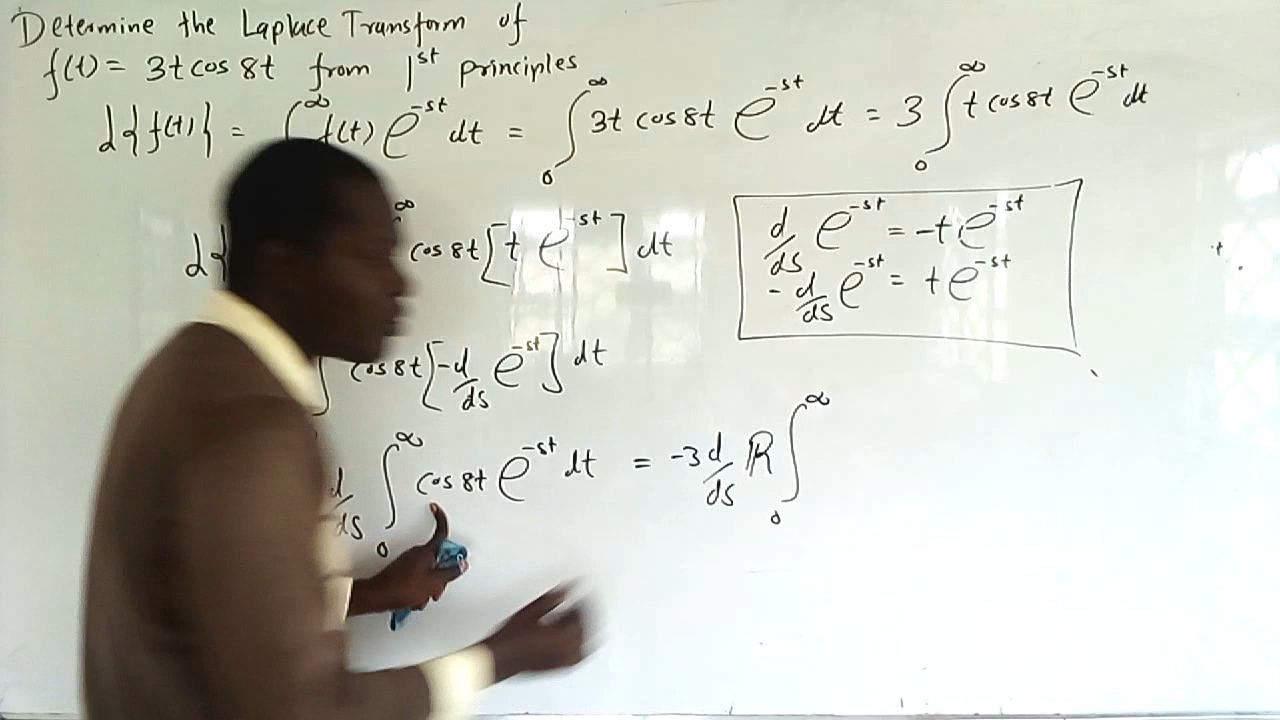 Determine the Laplace Transform of
f(t) = 3t cos 8t from 1st principles
L{f(t)} = ∫₀^∞ f(t) e^-st dt = ∫₀^∞ 3t cos 8t e^-st dt = 3 ∫₀^∞ t cos 8t e^-st dt
L{ ∞ cos 8t [t e^-st] dt
d/ds e^-st = -t e^-st
-d/ds e^-st = t e^-st
∫ cos 8t [-d/ds e^-st] dt
d/ds ∫₀^∞ cos 8t e^-st dt = -3 d/ds ℝ ∫₀^∞